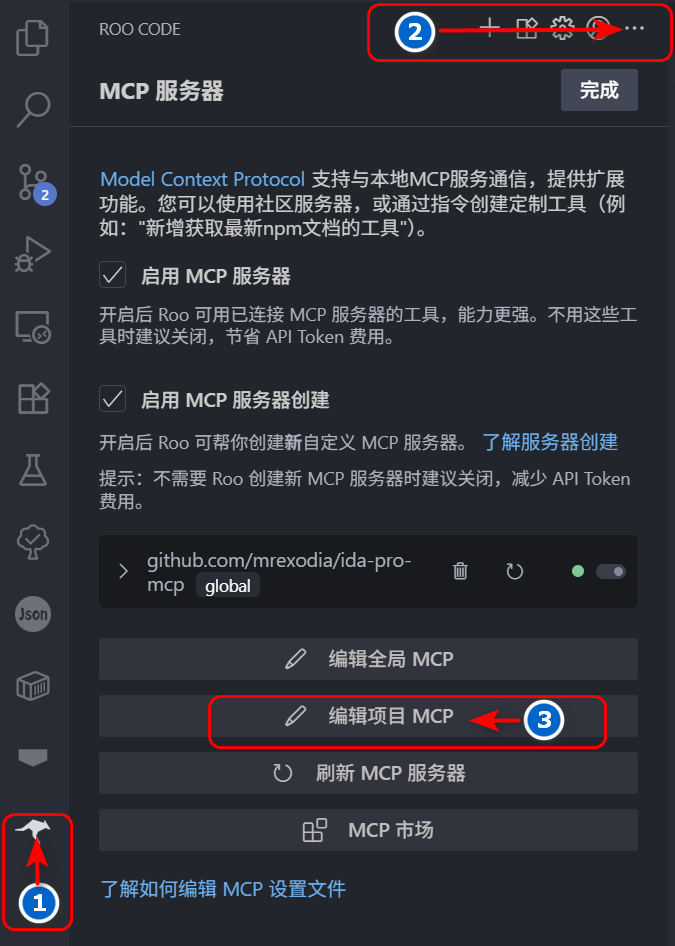 ROO CODE
2
MCP 服务器
完成
2
Model Context Protocol 支持与本地MCP服务通信，提供扩展
功能。您可以使用社区服务器，或通过指令创建定制工具（例
如："新增获取最新npm文档的工具"）。
启用 MCP 服务器
开启后 Roo 可用已连接 MCP 服务器的工具，能力更强。不用这些工
具时建议关闭，节省 API Token 费用。
启用 MCP 服务器创建
开启后 Roo 可帮你创建新自定义 MCP 服务器。 了解服务器创建
提示：不需要 Roo 创建新 MCP 服务器时建议关闭，减少 API Token
费用。
github.com/mrexodia/ida-pro-
mcp global
Json
编辑全局 MCP
编辑项目 MCP
3
刷新 MCP 服务器
MCP 市场
了解如何编辑 MCP 设置文件
1